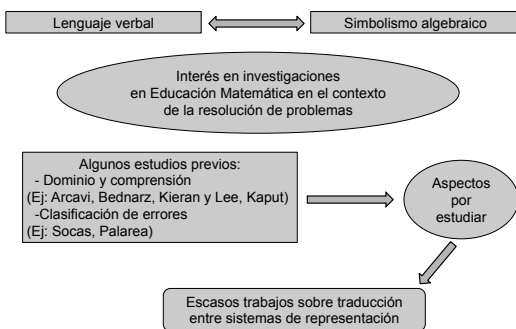 Lenguaje verbal
Simbolismo algebraico
Interés en investigaciones
en Educación Matemática en el contexto
de la resolución de problemas
Algunos estudios previos:
- Dominio y comprensión
(Ej: Arcavi, Bednarz, Kieran y Lee, Kaput)
-Clasificación de errores
(Ej: Socas, Palarea)
Aspectos
por
estudiar
Escasos trabajos sobre traducción
entre sistemas de representación